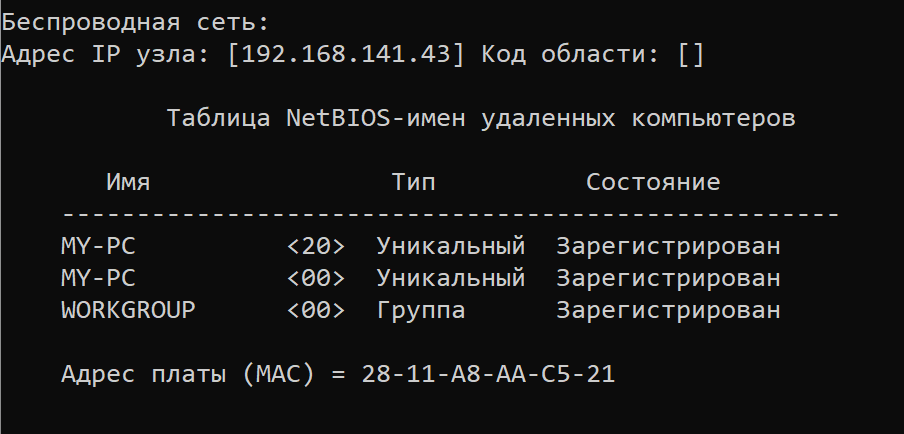 Беспроводная сеть:
Адрес IP узла: [192.168.141.43] Код области: []
Таблица NetBIOS-имен удаленных компьютеров
Имя Тип Состояние
----------------------------------------------------
MY-PC <20> Уникальный Зарегистрирован
MY-PC <00> Уникальный Зарегистрирован
WORKGROUP <00> Группа Зарегистрирован
Адрес платы (MAC) = 28-11-A8-AA-C5-21